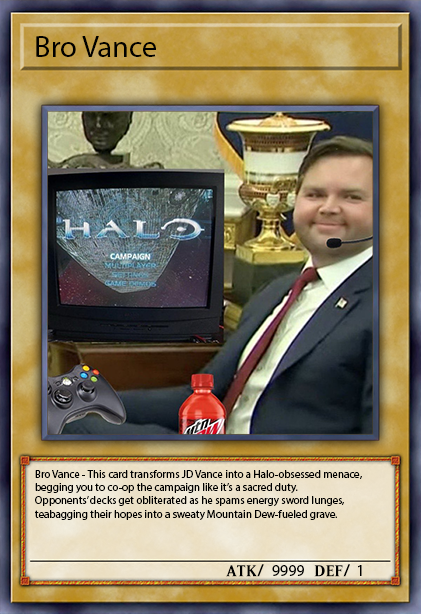 Bro Vance
HALO
CAMPAIGN
MULTIPLAYER
SETTINGS
GAME DEMOS
Bro Vance - This card transforms JD Vance into a Halo-obsessed menace,
begging you to co-op the campaign like it's a sacred duty.
Opponents' decks get obliterated as he spams energy sword lunges,
teabagging their hopes into a sweaty Mountain Dew-fueled grave.
ATK/ 9999 DEF/ 1